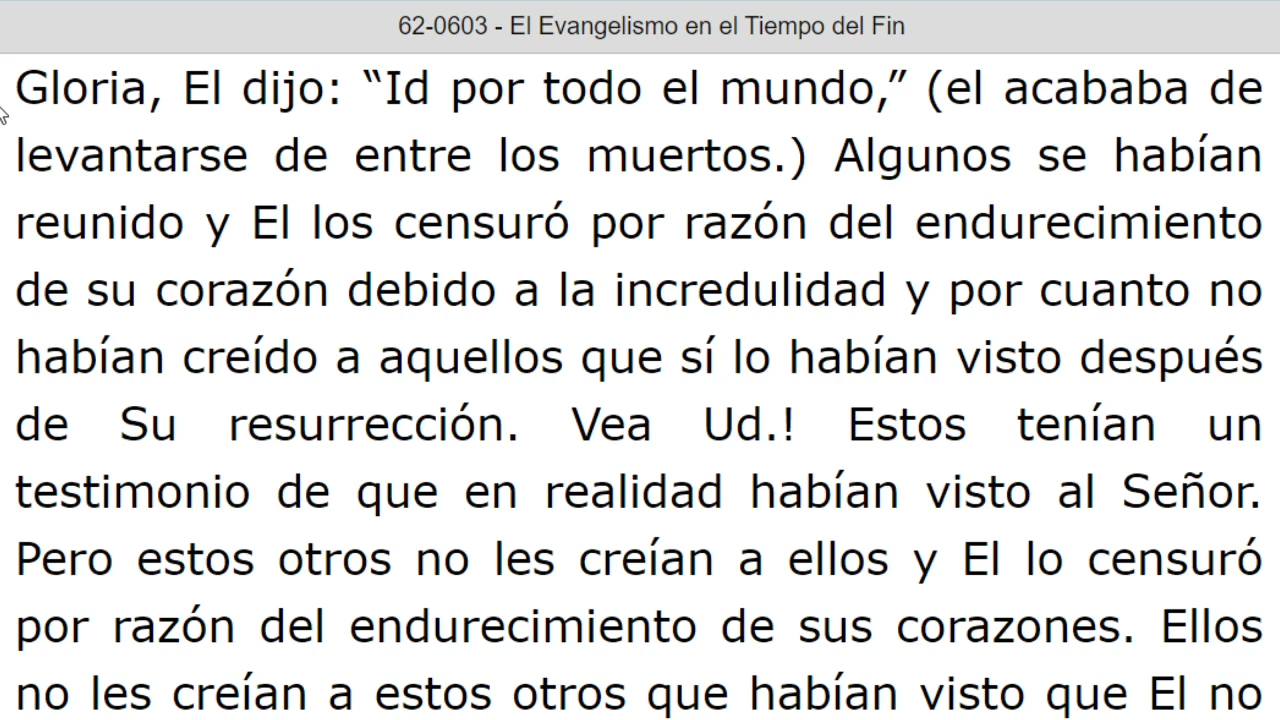 62-0603 - El Evangelismo en el Tiempo del Fin
Gloria, El dijo: “Id por todo el mundo,” (el acababa de
levantarse de entre los muertos.) Algunos se habían
reunido y El los censuró por razón del endurecimiento
de su corazón debido a la incredulidad y por cuanto no
habían creído a aquellos que sí lo habían visto después
de Su resurrección. Vea Ud.! Estos tenían un
testimonio de que en realidad habían visto al Señor.
Pero estos otros no les creían a ellos y El lo censuró
por razón del endurecimiento de sus corazones. Ellos
no les creían a estos otros que habían visto que El no